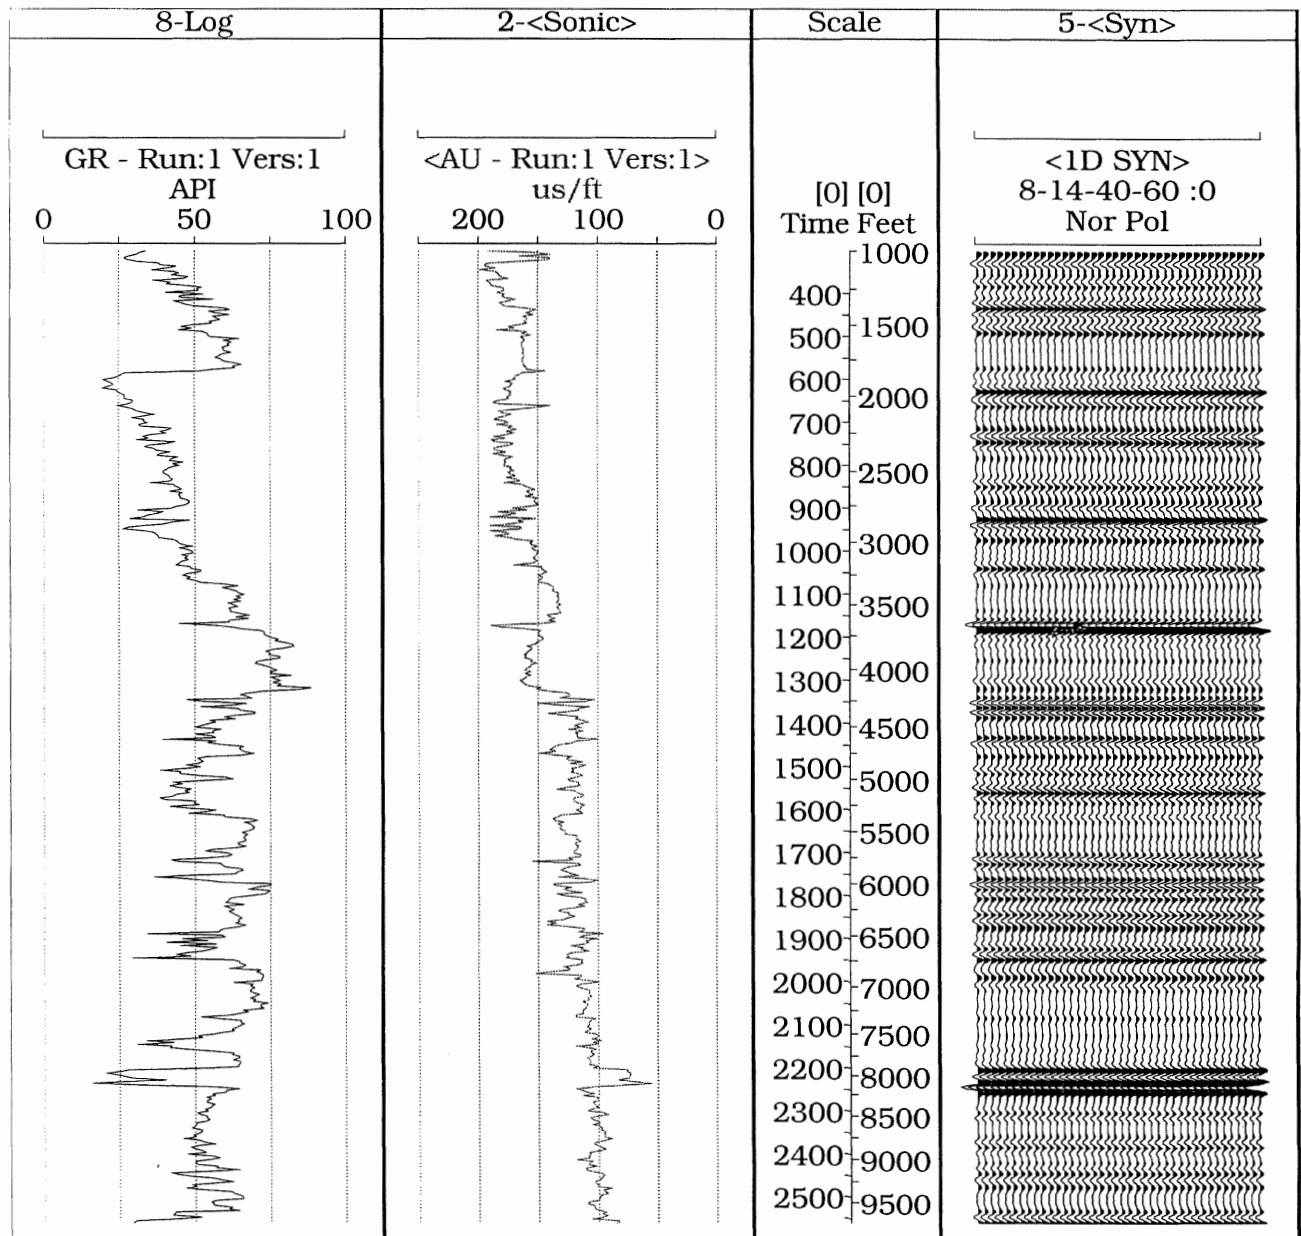 8-Log
2-<Sonic>
Scale
5-<Syn>
GR - Run:1 Vers:1
API
0 50 100
<AU - Run:1 Vers:1>
us/ft
200 100 0
[0] [0]
Time Feet
<1D SYN>
8-14-40-60 :0
Nor Pol
1000
400
500 1500
600
2000
700
800 2500
900
1000 3000
1100
3500
1200
4000
1300
1400 4500
1500
5000
1600
5500
1700
6000
1800
1900 6500
2000 7000
2100
7500
2200
8000
2300 8500
2400 9000
2500 9500